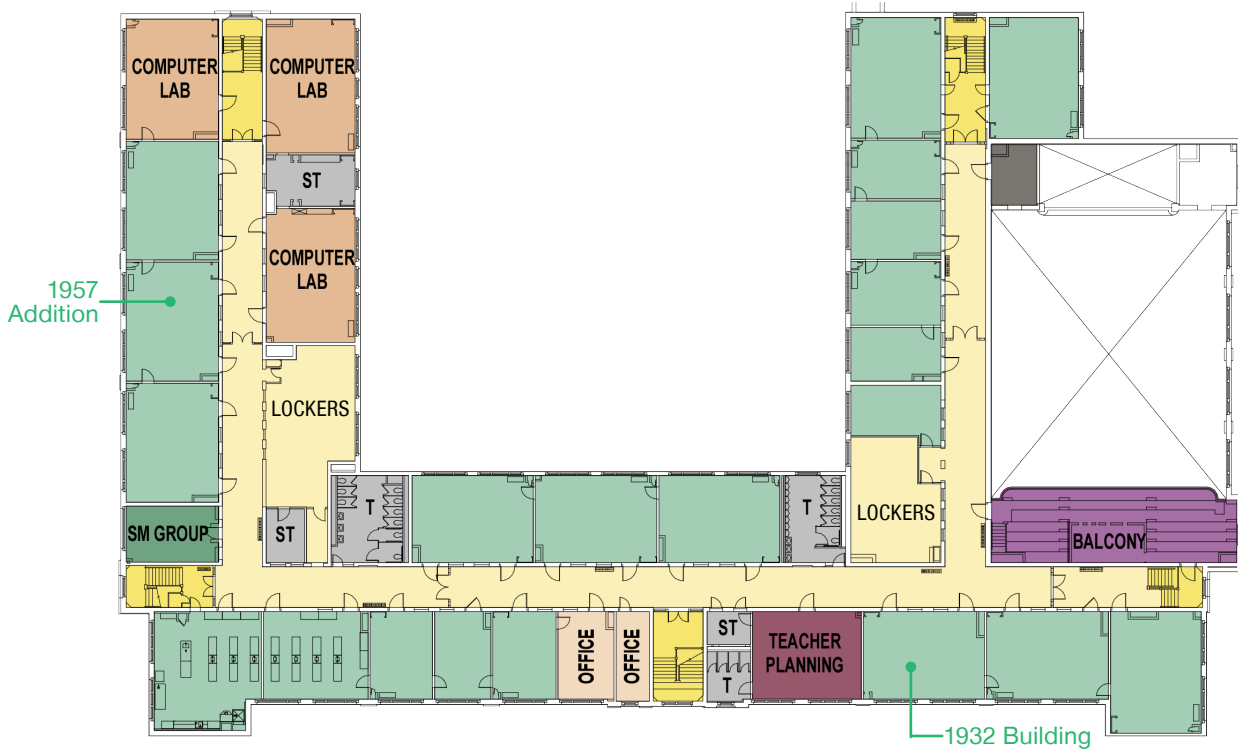 COMPUTER
LAB
COMPUTER
LAB
ST
COMPUTER
LAB
1957
Addition
LOCKERS
T
T
LOCKERS
ST
SM GROUP
BALCONY
OFFICE
OFFICE
ST
TEACHER
PLANNING
T
1932 Building